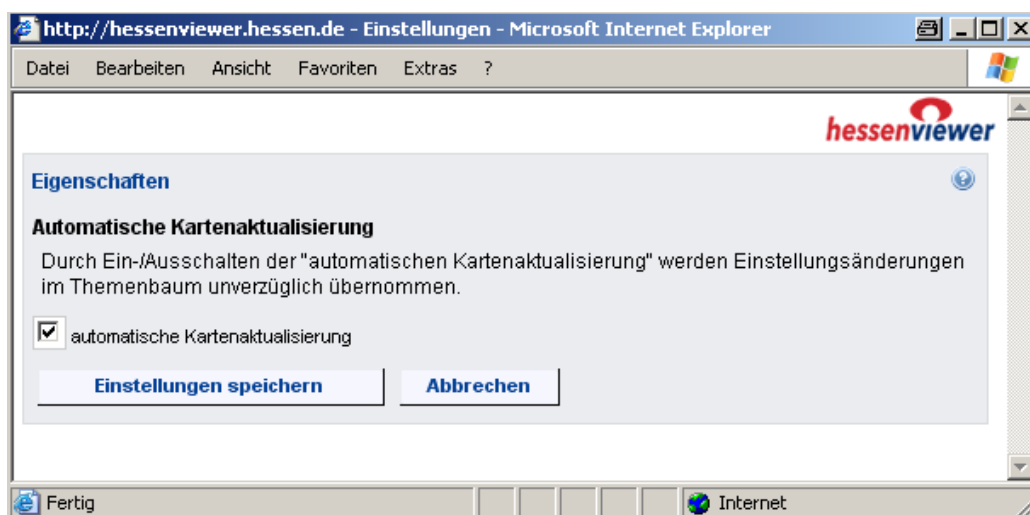 http://hessenviewer.hessen.de - Einstellungen - Microsoft Internet Explorer
Datei Bearbeiten Ansicht Favoriten Extras ?
hessenviewer
Eigenschaften
Automatische Kartenaktualisierung
Durch Ein-/Ausschalten der "automatischen Kartenaktualisierung" werden Einstellungsänderungen
im Themenbaum unverzüglich übernommen.
automatische Kartenaktualisierung
Einstellungen speichern Abbrechen
Fertig Internet